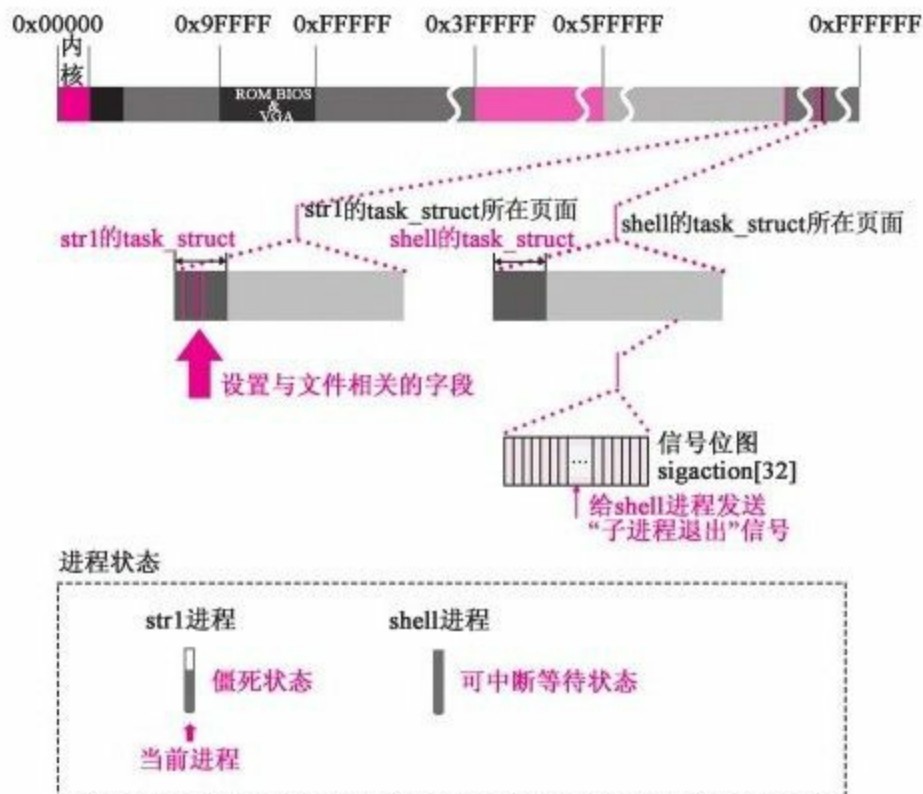 0x00000 0x9FFFF 0xFFFFF 0x3FFFFF 0x5FFFFF 0xFFFFFF
内
核
ROM BIOS
&
VGA
str1的task_struct所在页面
shell的task_struct所在页面
str1的task_struct
shell的task_struct
设置与文件相关的字段
信号位图
sigaction[32]
...
给shell进程发送
“子进程退出”信号
进程状态
str1进程
shell进程
僵死状态
可中断等待状态
当前进程